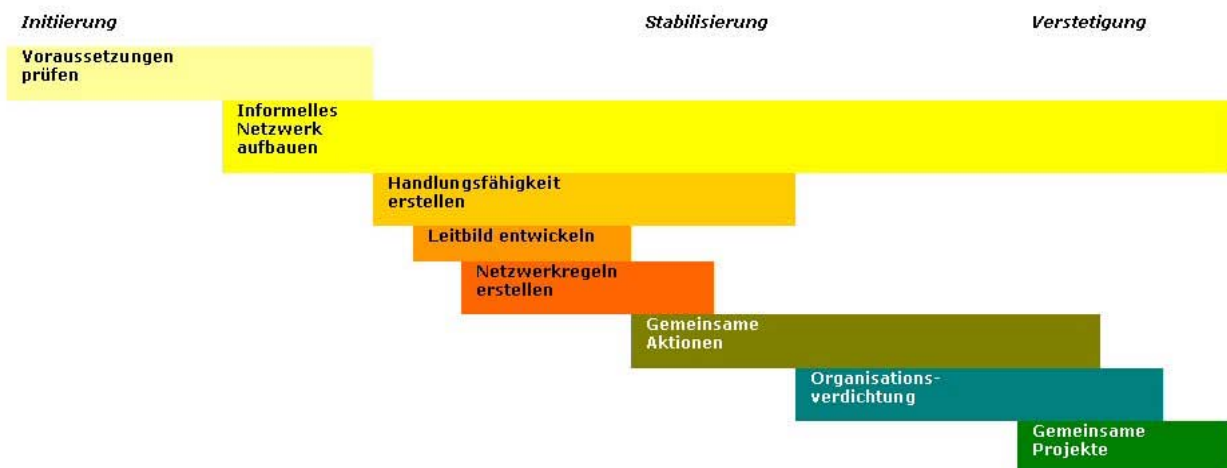 Initiierung Stabilisierung Verstetigung
Voraussetzungen
prüfen
Informelles
Netzwerk
aufbauen
Handlungsfähigkeit
erstellen
Leitbild entwickeln
Netzwerkregeln
erstellen
Gemeinsame
Aktionen
Organisations-
verdichtung
Gemeinsame
Projekte